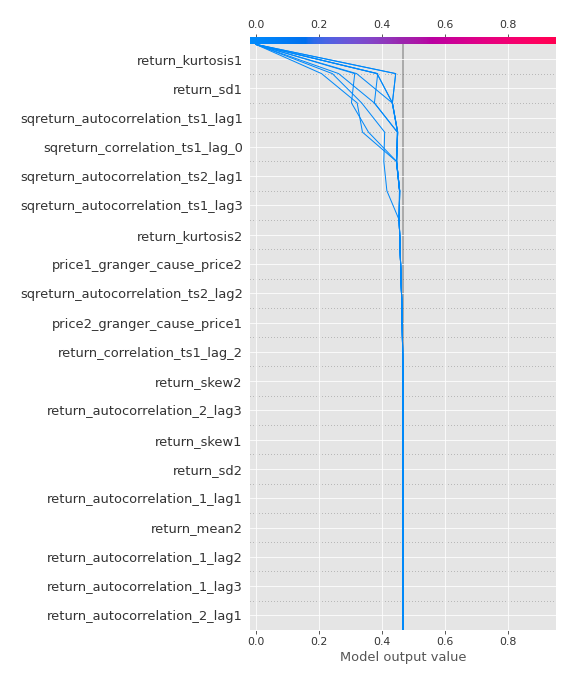 0.0 0.2 0.4 0.6 0.8
return_kurtosis1
return_sd1
sqreturn_autocorrelation_ts1_lag1
sqreturn_correlation_ts1_lag_0
sqreturn_autocorrelation_ts2_lag1
sqreturn_autocorrelation_ts1_lag3
return_kurtosis2
price1_granger_cause_price2
sqreturn_autocorrelation_ts2_lag2
price2_granger_cause_price1
return_correlation_ts1_lag_2
return_skew2
return_autocorrelation_2_lag3
return_skew1
return_sd2
return_autocorrelation_1_lag1
return_mean2
return_autocorrelation_1_lag2
return_autocorrelation_1_lag3
return_autocorrelation_2_lag1
0.0 0.2 0.4 0.6 0.8
Model output value